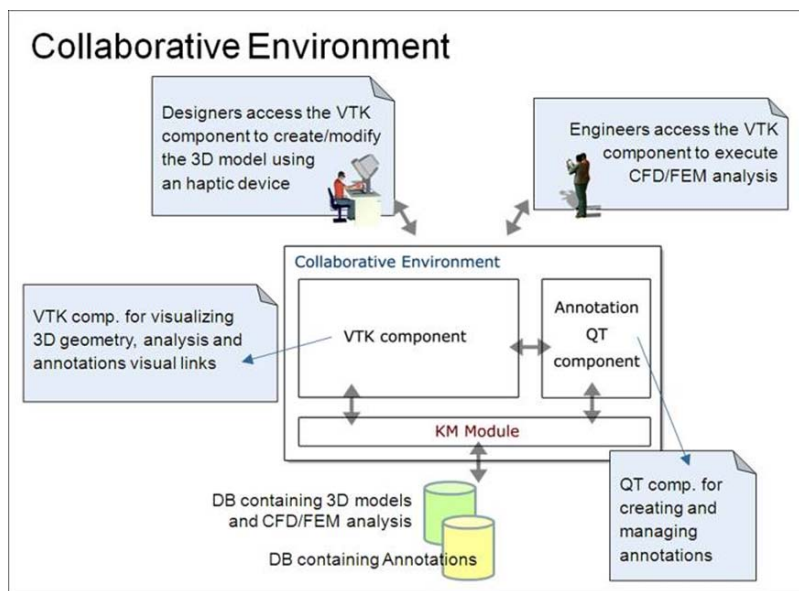 Collaborative Environment
Designers access the VTK
component to create/modify
the 3D model using
an haptic device
Engineers access the VTK
component to execute
CFD/FEM analysis
Collaborative Environment
VTK comp. for visualizing
3D geometry, analysis and
annotations visual links
VTK component
Annotation
QT
component
KM Module
DB containing 3D models
and CFD/FEM analysis
DB containing Annotations
QT comp. for
creating and
managing
annotations